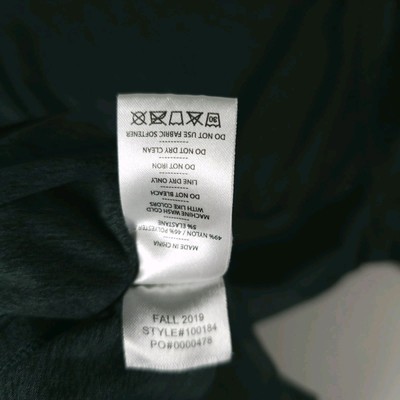 MADE IN CHINA
49% NYLON / 46% POLYESTER
5% ELASTANE
MACHINE WASH COLD
WITH LIKE COLORS
DO NOT BLEACH
LINE DRY ONLY
DO NOT IRON
DO NOT DRY CLEAN
DO NOT USE FABRIC SOFTENER
30
FALL 2019
STYLE#100184
PO#0000478